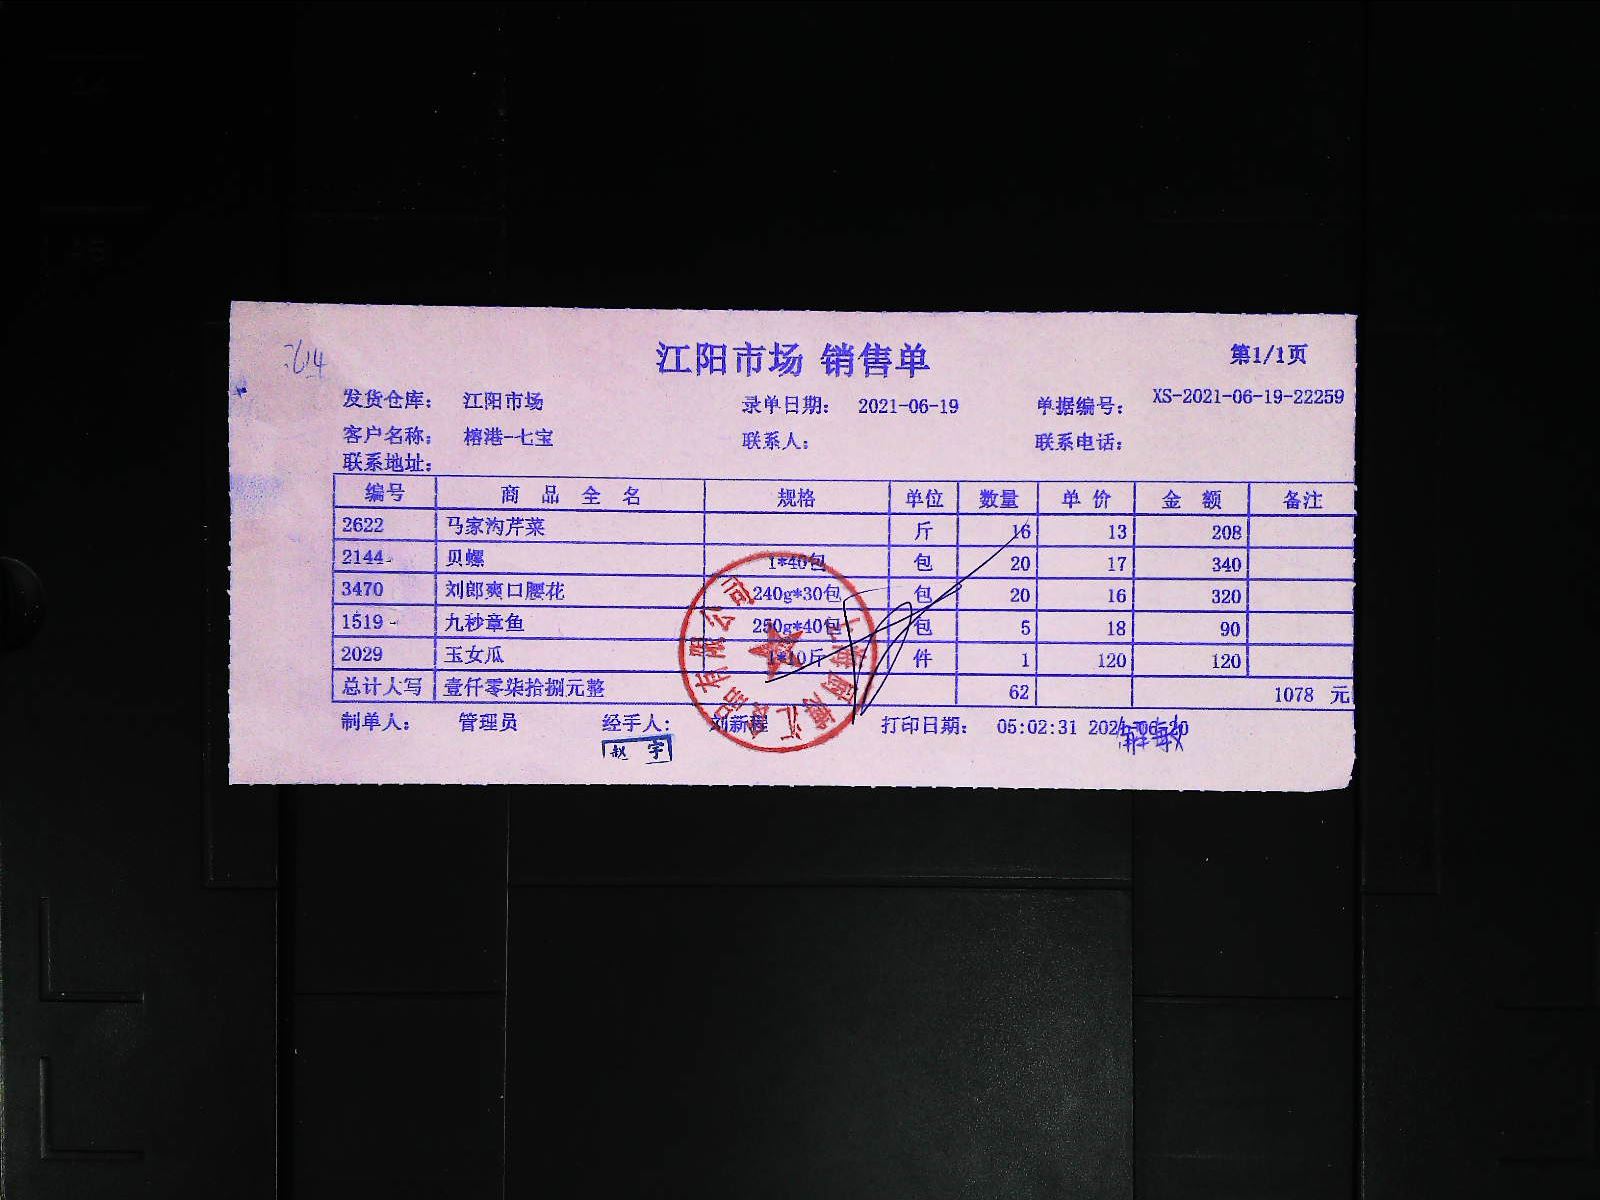 江阳市场 销售单
第1/1页
发货仓库： 江阳市场 录单日期： 2021-06-19 单据编号： XS-2021-06-19-22259
客户名称： 榕港-七宝 联系人： 联系电话：
联系地址：
编号 商品全名 规格 单位 数量 单价 金额 备注
2622 马家沟芹菜 斤 16 13 208
2144 贝螺 1*40包 包 20 17 340
3470 刘郎爽口腰花 240g*30包 包 20 16 320
1519 九秒章鱼 250g*40包 包 5 18 90
2029 玉女瓜 1*10斤 件 1 120 120
总计大写 壹仟零柒拾捌元整 62 1078 元
制单人： 管理员 经手人： 刘新程 打印日期： 05:02:31 2021-06-20
赵 宇